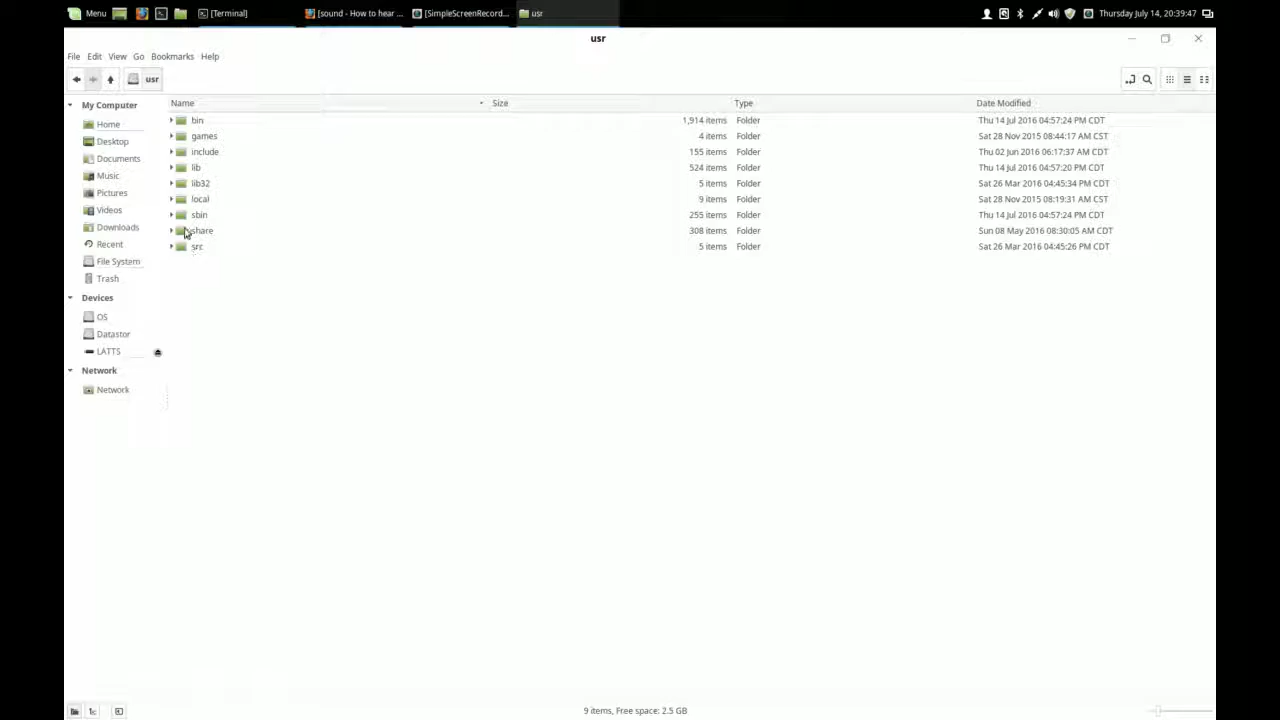 Menu [Terminal] [sound - How to hear ... [SimpleScreenRecord... usr Thursday July 14, 20:39:47
usr
File Edit View Go Bookmarks Help
usr
My Computer
Home
Desktop
Documents
Music
Pictures
Videos
Downloads
Recent
File System
Trash
Devices
OS
Datastor
LATTS
Network
Network
Name Size Type Date Modified
bin 1,914 items Folder Thu 14 Jul 2016 04:57:24 PM CDT
games 4 items Folder Sat 28 Nov 2015 08:44:17 AM CST
include 155 items Folder Thu 02 Jun 2016 06:17:37 AM CDT
lib 524 items Folder Thu 14 Jul 2016 04:57:20 PM CDT
lib32 5 items Folder Sat 26 Mar 2016 04:45:34 PM CDT
local 9 items Folder Sat 28 Nov 2015 08:19:31 AM CST
sbin 255 items Folder Thu 14 Jul 2016 04:57:24 PM CDT
share 308 items Folder Sun 08 May 2016 08:30:05 AM CDT
src 5 items Folder Sat 26 Mar 2016 04:45:26 PM CDT
9 items, Free space: 2.5 GB